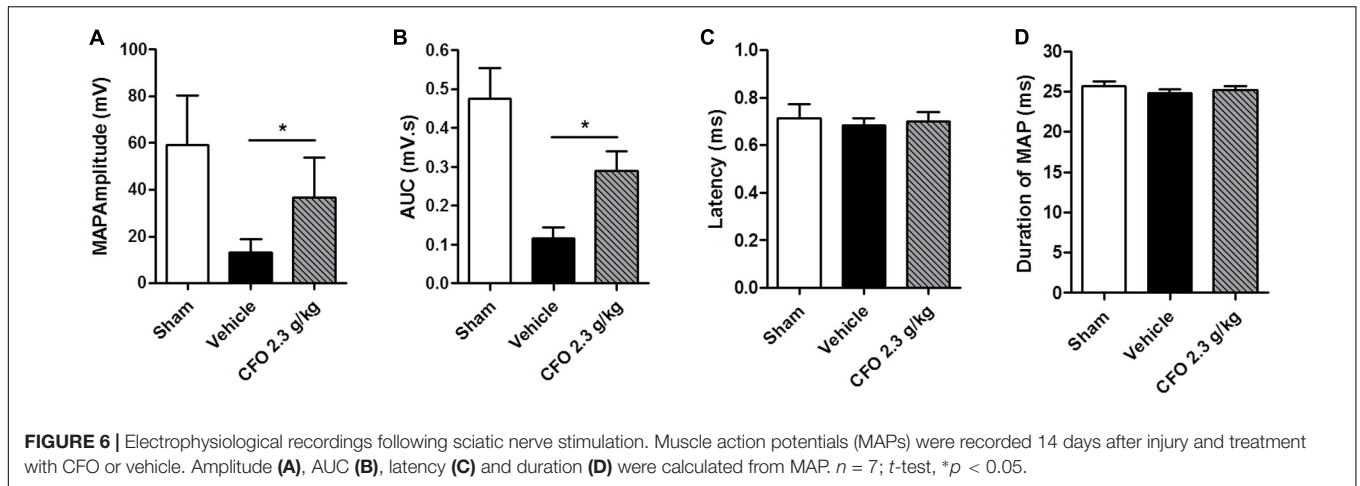 A
MAPAmplitude (mV)
100
80
60
40
20
0
*
Sham
Vehicle
CFO 2.3 g/kg
B
AUC (mV.s)
0.6
0.5
0.4
0.3
0.2
0.1
0.0
*
Sham
Vehicle
CFO 2.3 g/kg
C
Latency (ms)
1.0
0.8
0.6
0.4
0.2
0.0
Sham
Vehicle
CFO 2.3 g/kg
D
Duration of MAP (ms)
30
25
20
15
10
5
0
Sham
Vehicle
CFO 2.3 g/kg
FIGURE 6 | Electrophysiological recordings following sciatic nerve stimulation. Muscle action potentials (MAPs) were recorded 14 days after injury and treatment
with CFO or vehicle. Amplitude (A), AUC (B), latency (C) and duration (D) were calculated from MAP. n = 7; t-test, *p < 0.05.